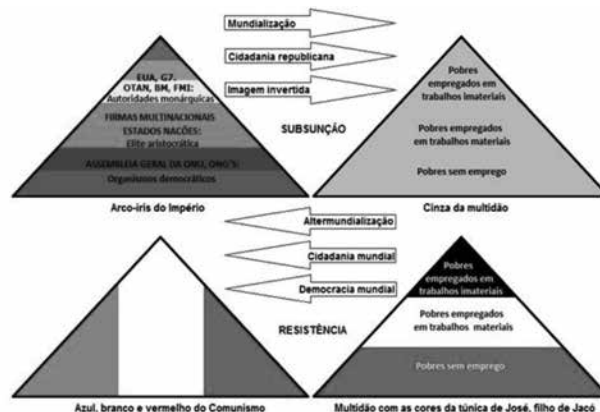 Mundialização
Cidadania republicana
Imagem invertida
SUBSUNÇÃO
EUA, G7.
OTAN, BM, FMI:
Autoridades monárquicas
FIRMAS MULTINACIONAIS
ESTADOS NACÕES:
Elite aristocrática
ASSEMBLEIA GERAL DA ONU, ONG'S:
Organismos democráticos
Arco-iris do Império
Pobres
empregados em
trabalhos imateriais
Pobres empregados
em trabalhos materiais
Pobres sem emprego
Cinza da multidão
Altermundialização
Cidadania mundial
Democracia mundial
RESISTÊNCIA
Azul, branco e vermelho do Comunismo
Pobres
empregados em
trabalhos imateriais
Pobres empregados
em trabalhos materiais
Pobres sem emprego
Multidão com as cores da túnica de José, filho de Jacó